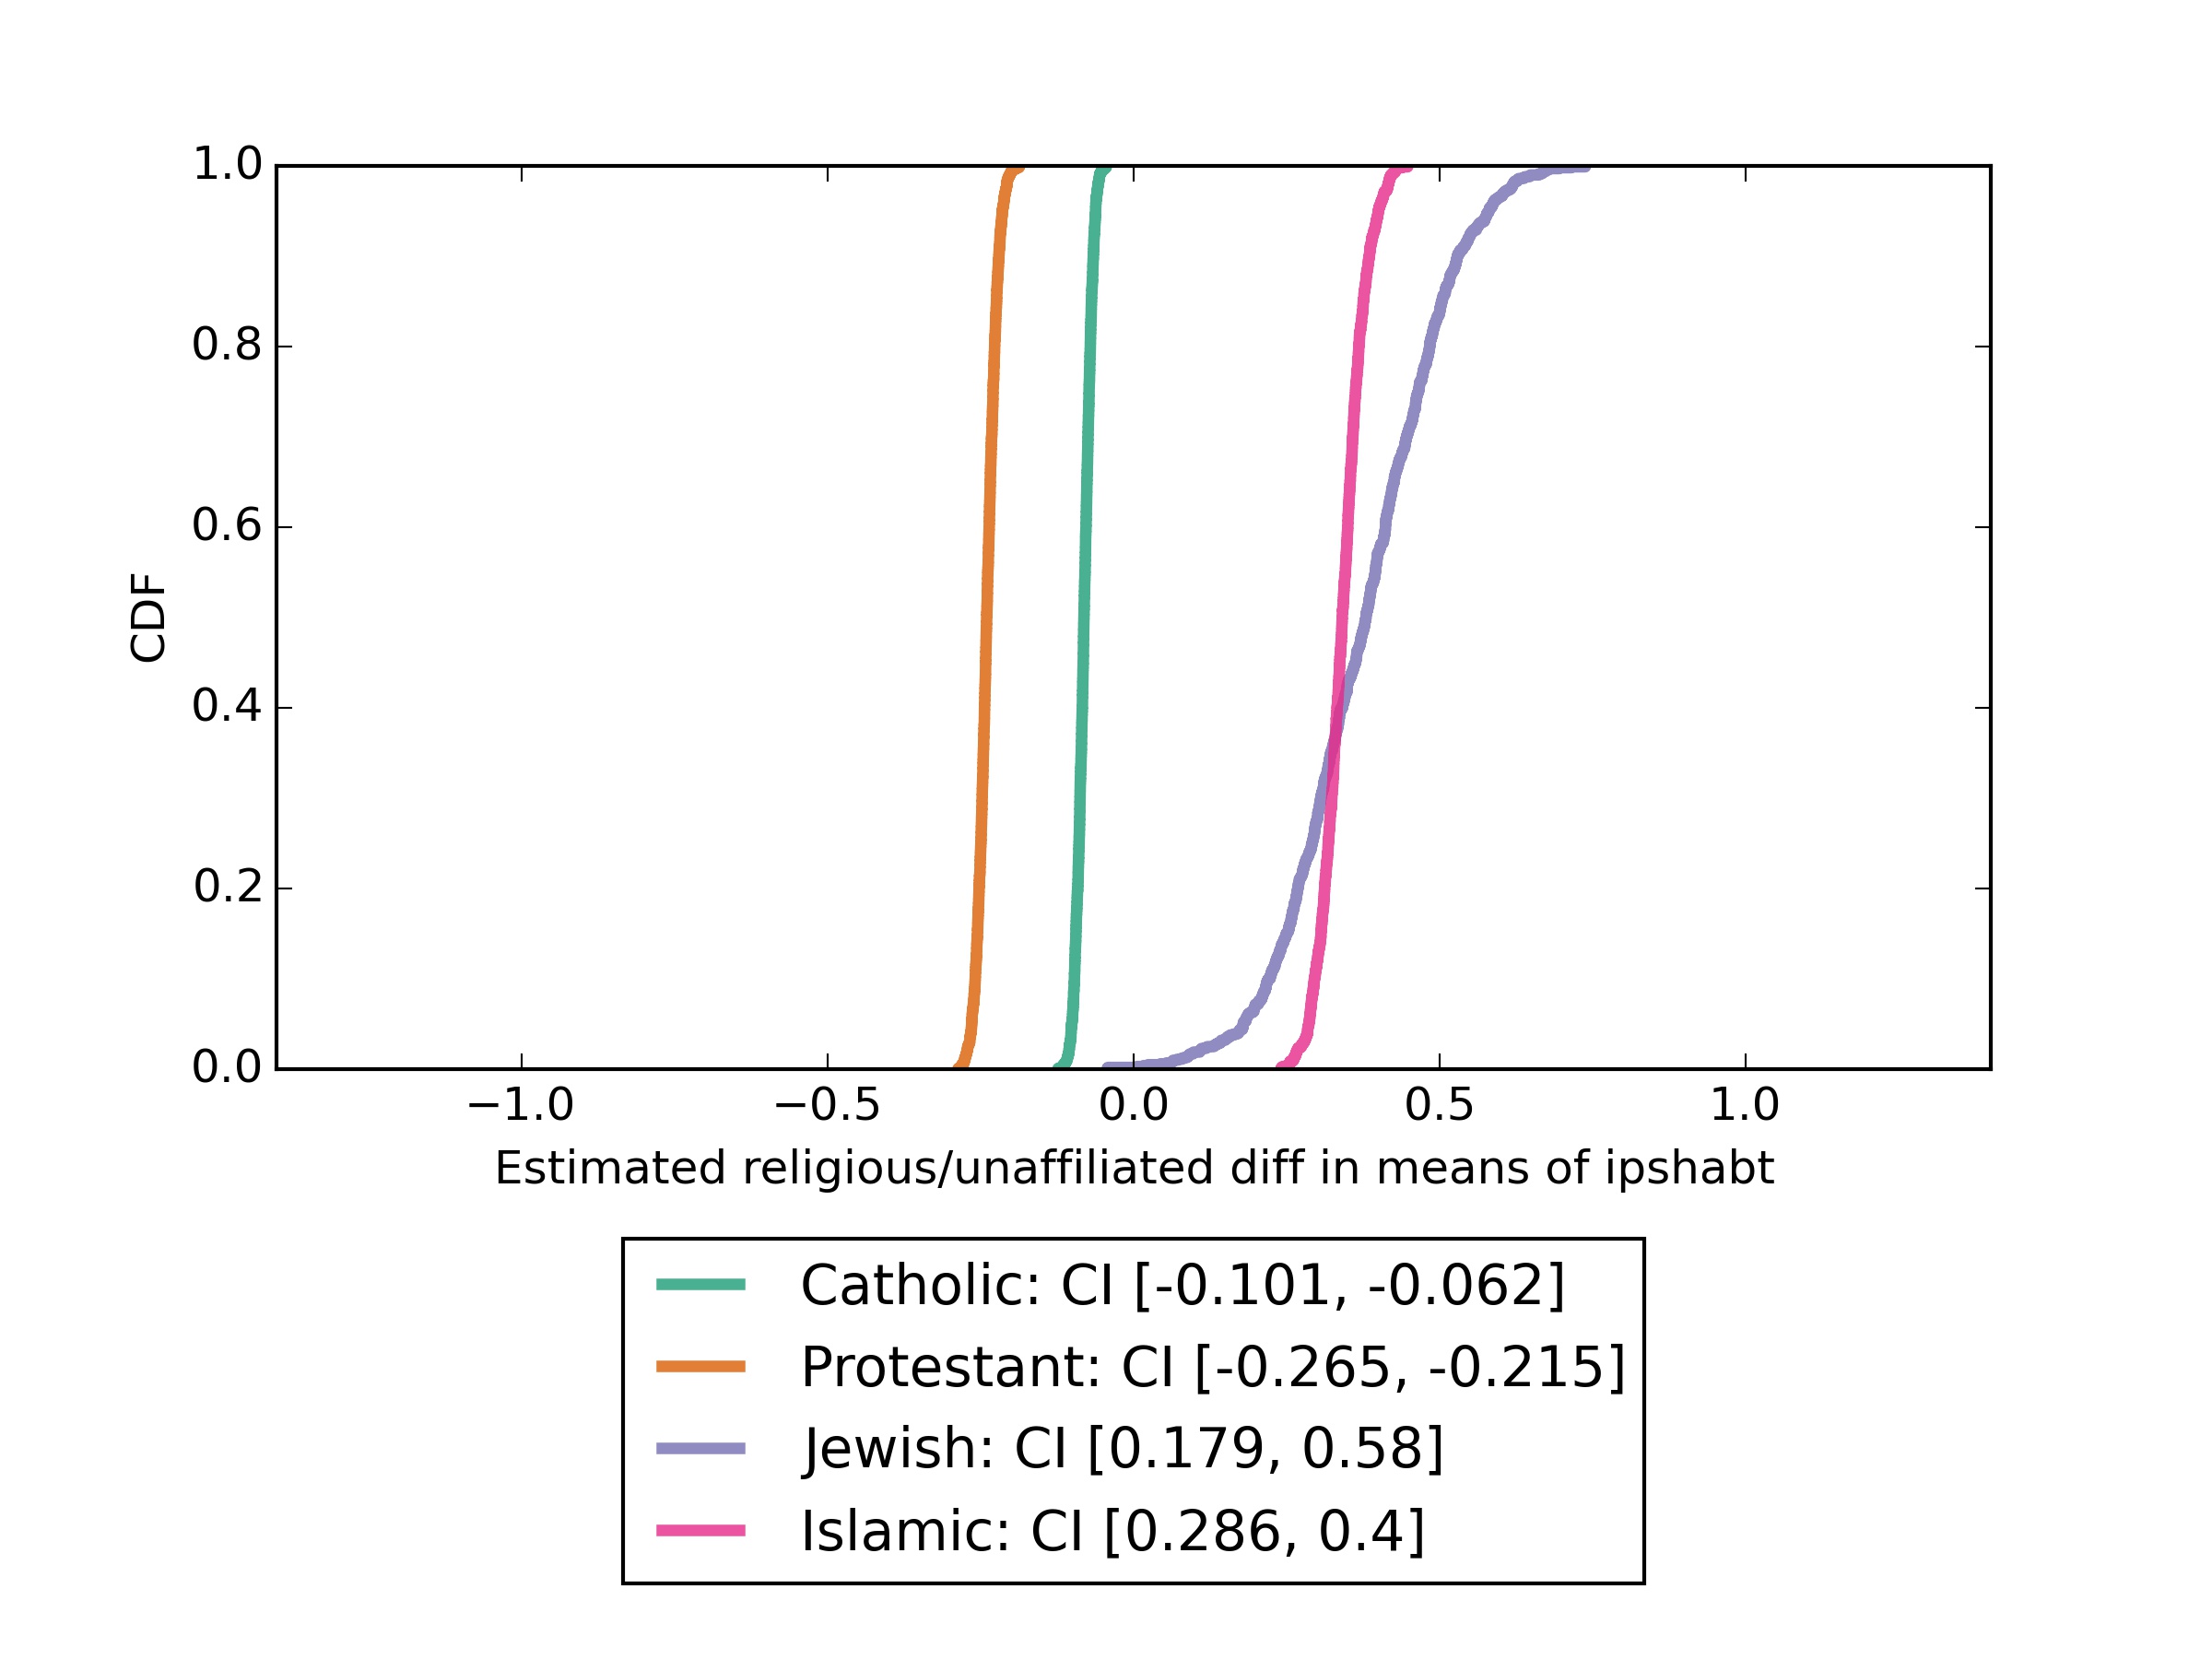 1.0
0.8
0.6
0.4
0.2
0.0
CDF
−1.0 −0.5 0.0 0.5 1.0
Estimated religious/unaffiliated diff in means of ipshabt
Catholic: CI [-0.101, -0.062]
Protestant: CI [-0.265, -0.215]
Jewish: CI [0.179, 0.58]
Islamic: CI [0.286, 0.4]